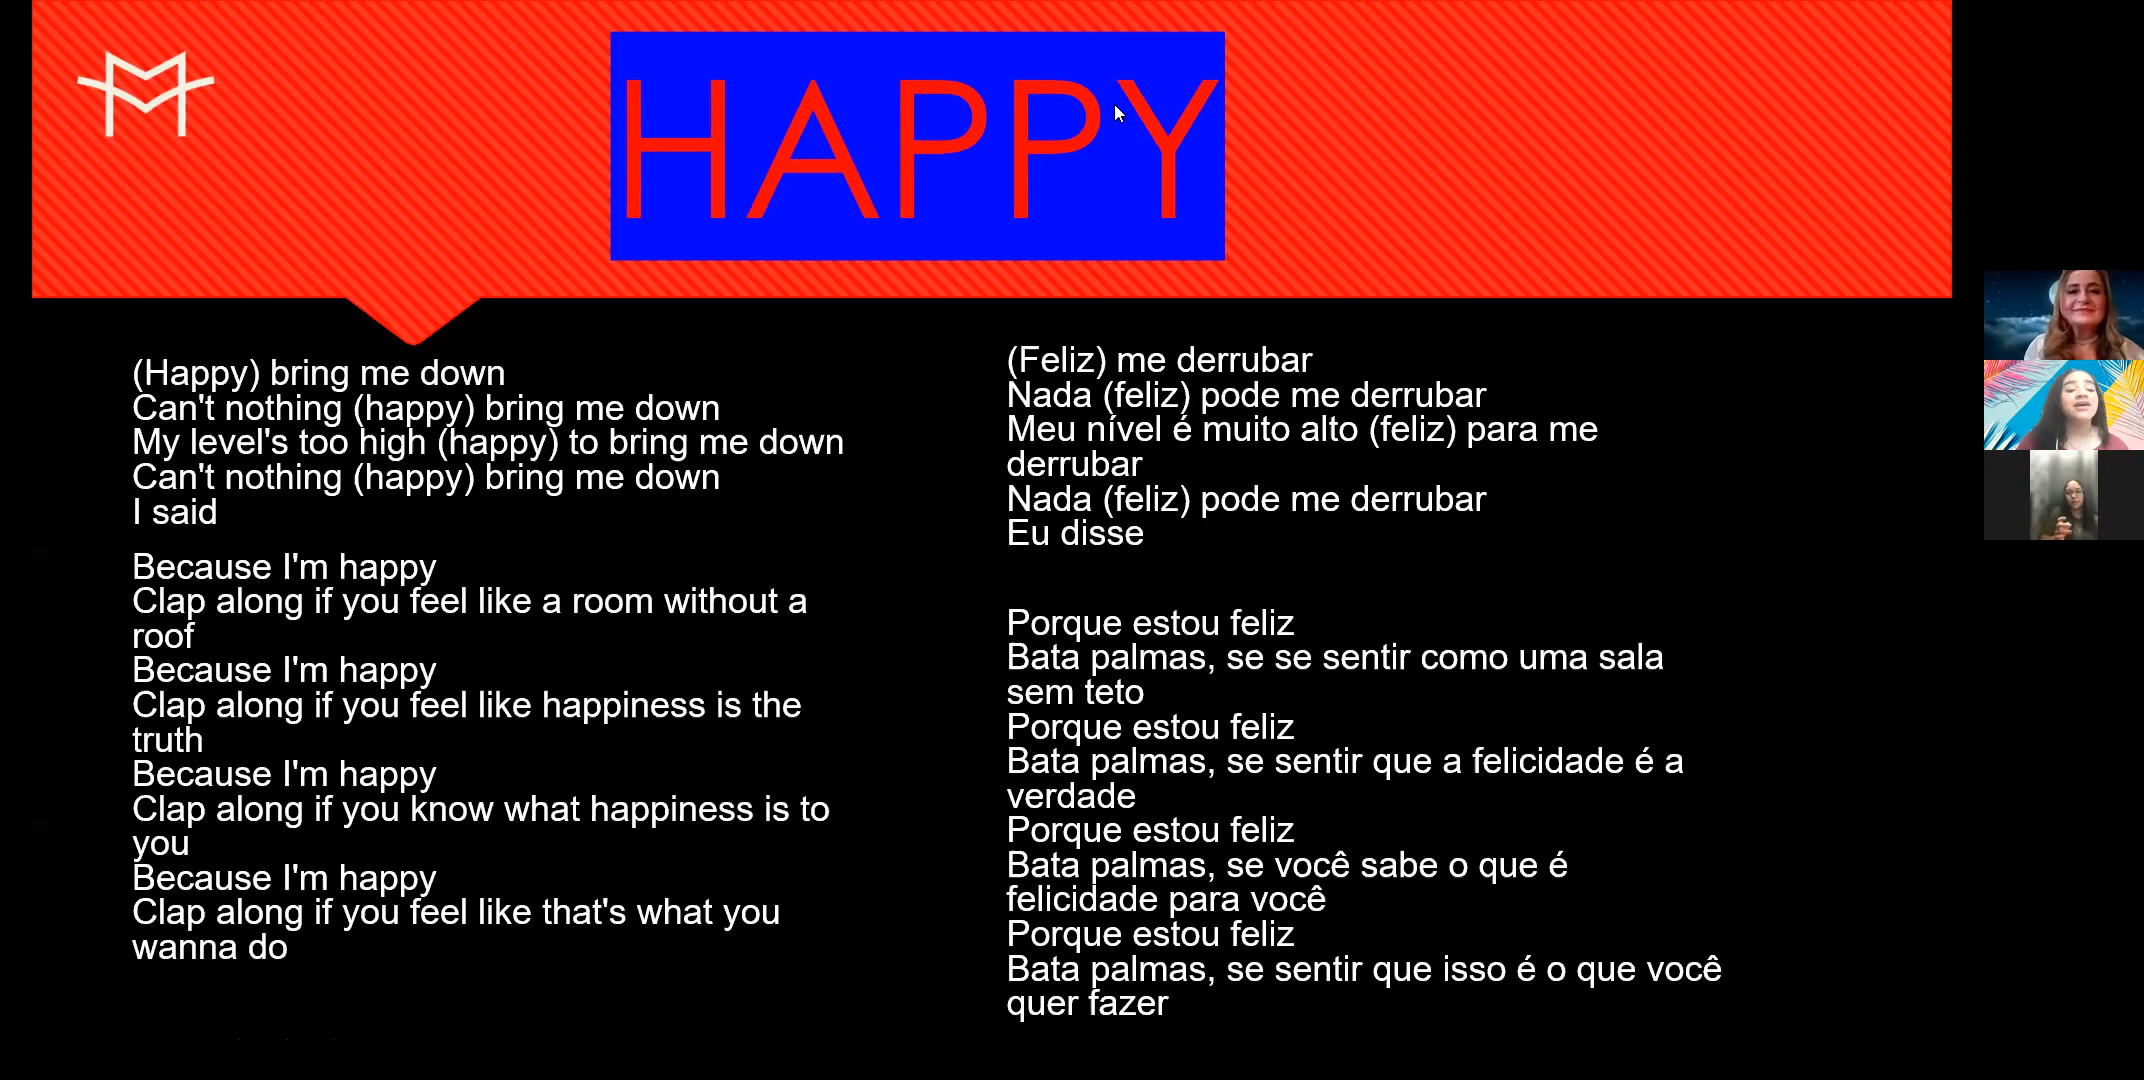 HAPPY
(Happy) bring me down
Can't nothing (happy) bring me down
My level's too high (happy) to bring me down
Can't nothing (happy) bring me down
I said
Because I'm happy
Clap along if you feel like a room without a
roof
Because I'm happy
Clap along if you feel like happiness is the
truth
Because I'm happy
Clap along if you know what happiness is to
you
Because I'm happy
Clap along if you feel like that's what you
wanna do
(Feliz) me derrubar
Nada (feliz) pode me derrubar
Meu nível é muito alto (feliz) para me
derrubar
Nada (feliz) pode me derrubar
Eu disse
Porque estou feliz
Bata palmas, se se sentir como uma sala
sem teto
Porque estou feliz
Bata palmas, se sentir que a felicidade é a
verdade
Porque estou feliz
Bata palmas, se você sabe o que é
felicidade para você
Porque estou feliz
Bata palmas, se sentir que isso é o que você
quer fazer